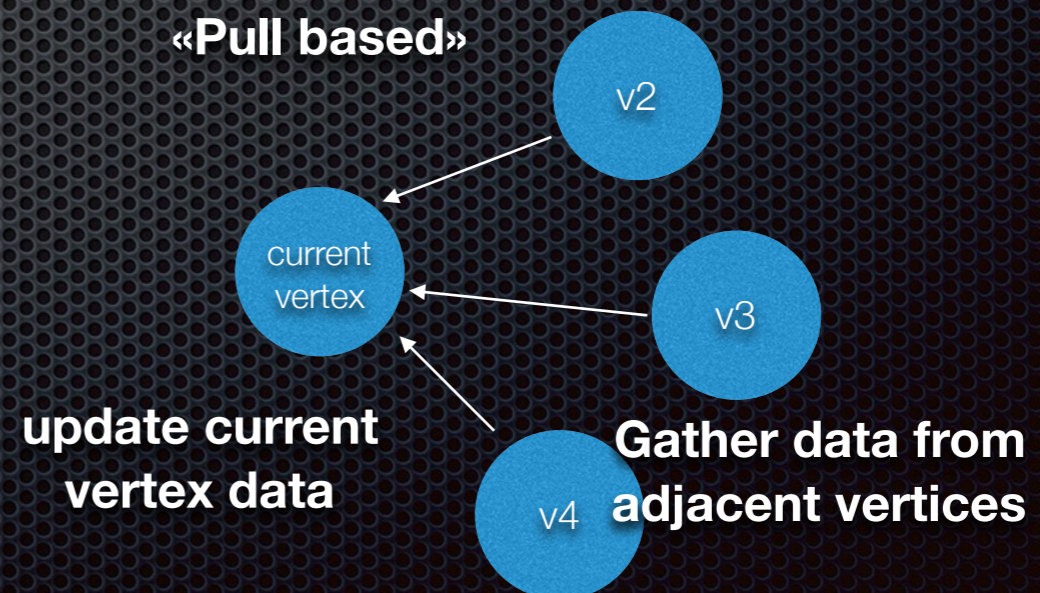 «Pull based»
v2
current
vertex
v3
update current
vertex data
Gather data from
adjacent vertices
v4